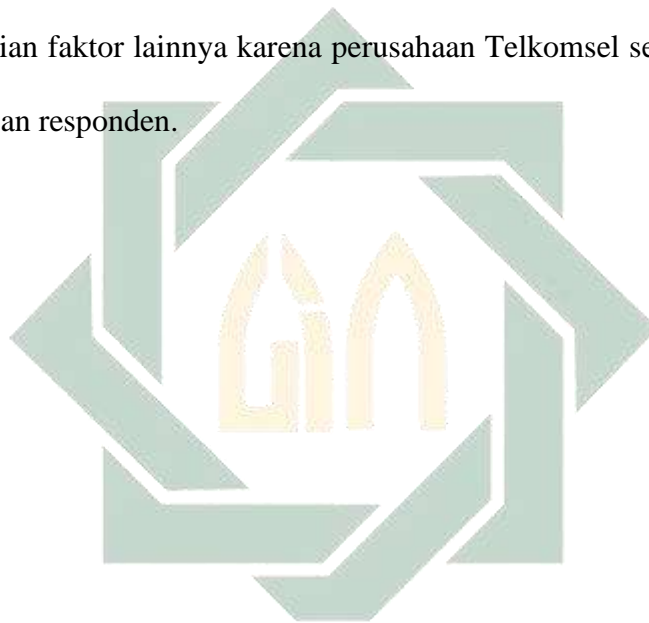 ian faktor lainnya karena perusahaan Telkomsel se
an responden.